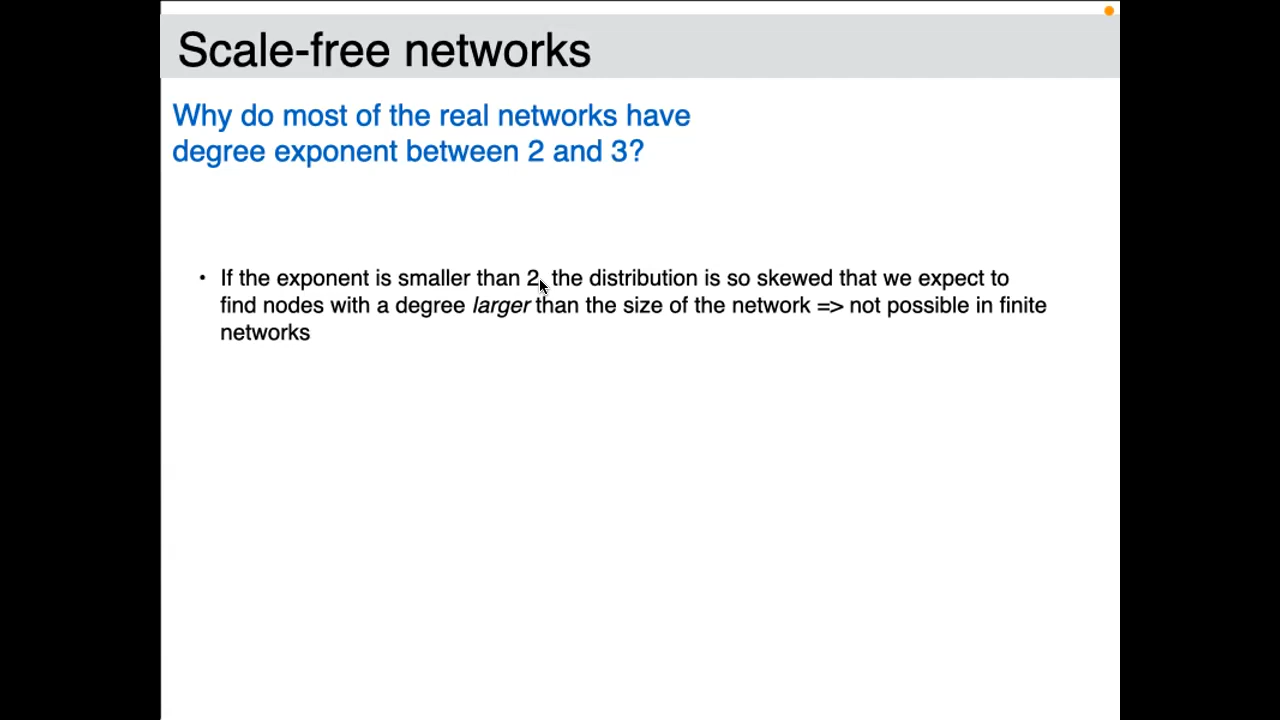 Scale-free networks
Why do most of the real networks have
degree exponent between 2 and 3?
• If the exponent is smaller than 2, the distribution is so skewed that we expect to
find nodes with a degree larger than the size of the network => not possible in finite
networks